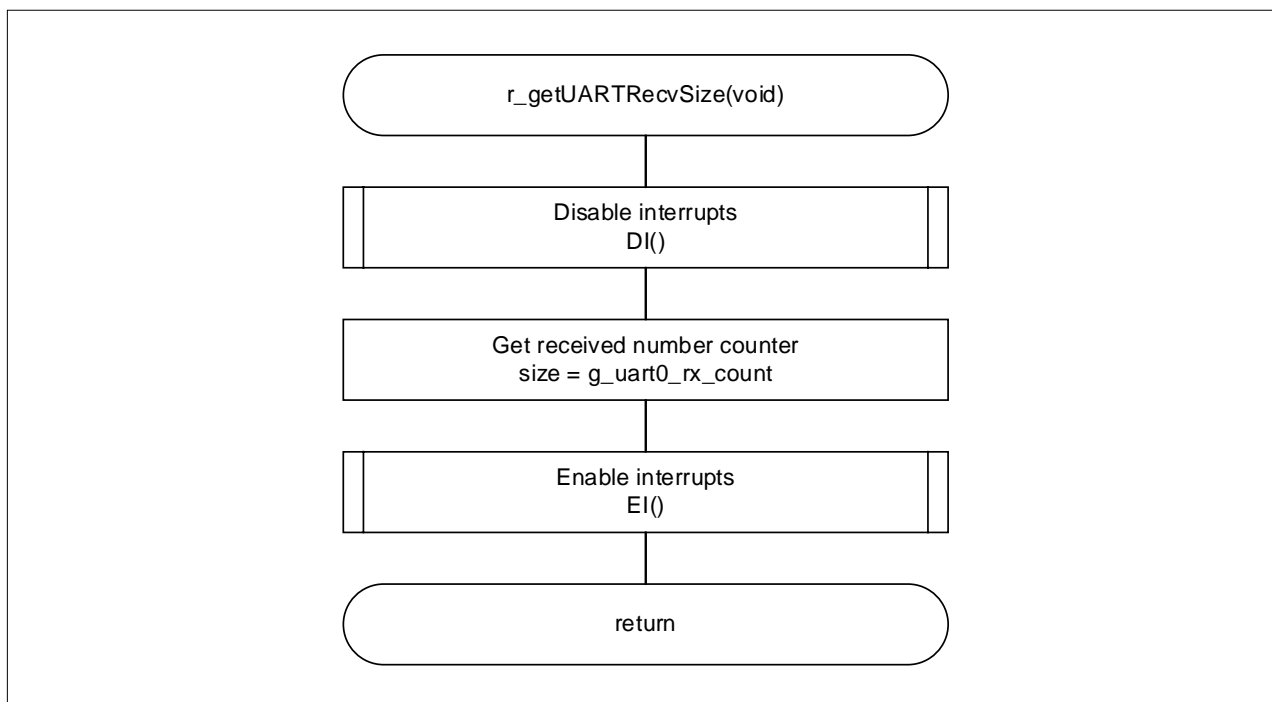 r_getUARTRecvSize(void)
Disable interrupts
DI()
Get received number counter
size = g_uart0_rx_count
Enable interrupts
EI()
return